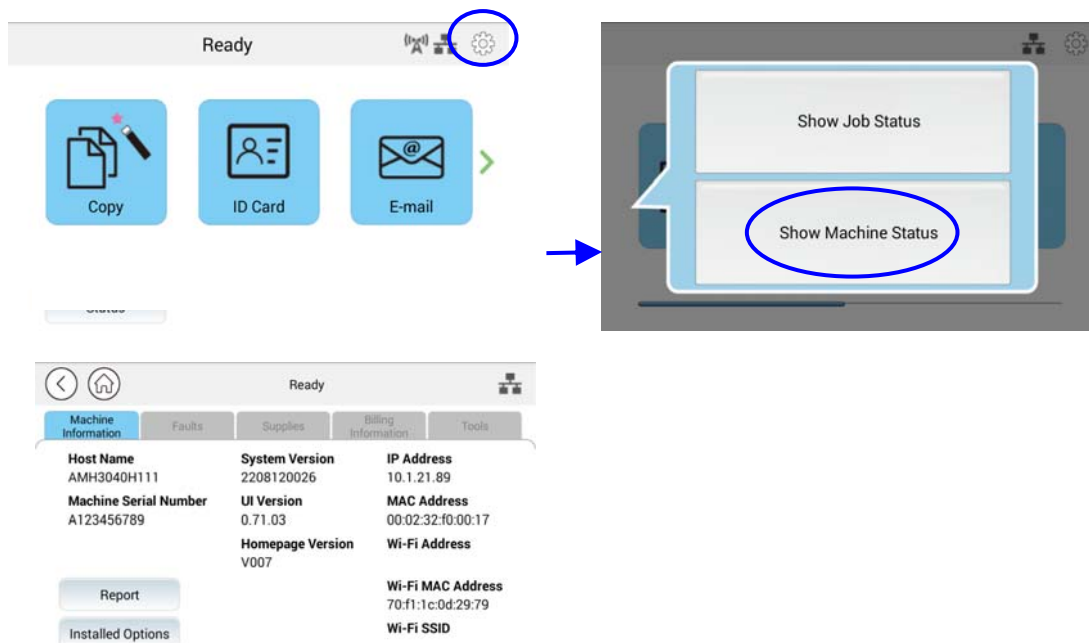 Ready
Copy
ID Card
@
E-mail
Show Job Status
Show Machine Status
Ready
Machine
Information
Faults
Supplies
Billing
Information
Tools
Host Name
AMH3040H111
Machine Serial Number
A123456789
System Version
2208120026
UI Version
0.71.03
Homepage Version
V007
IP Address
10.1.21.89
MAC Address
00:02:32:f0:00:17
Wi-Fi Address
Wi-Fi MAC Address
70:f1:1c:0d:29:79
Wi-Fi SSID
Report
Installed Options